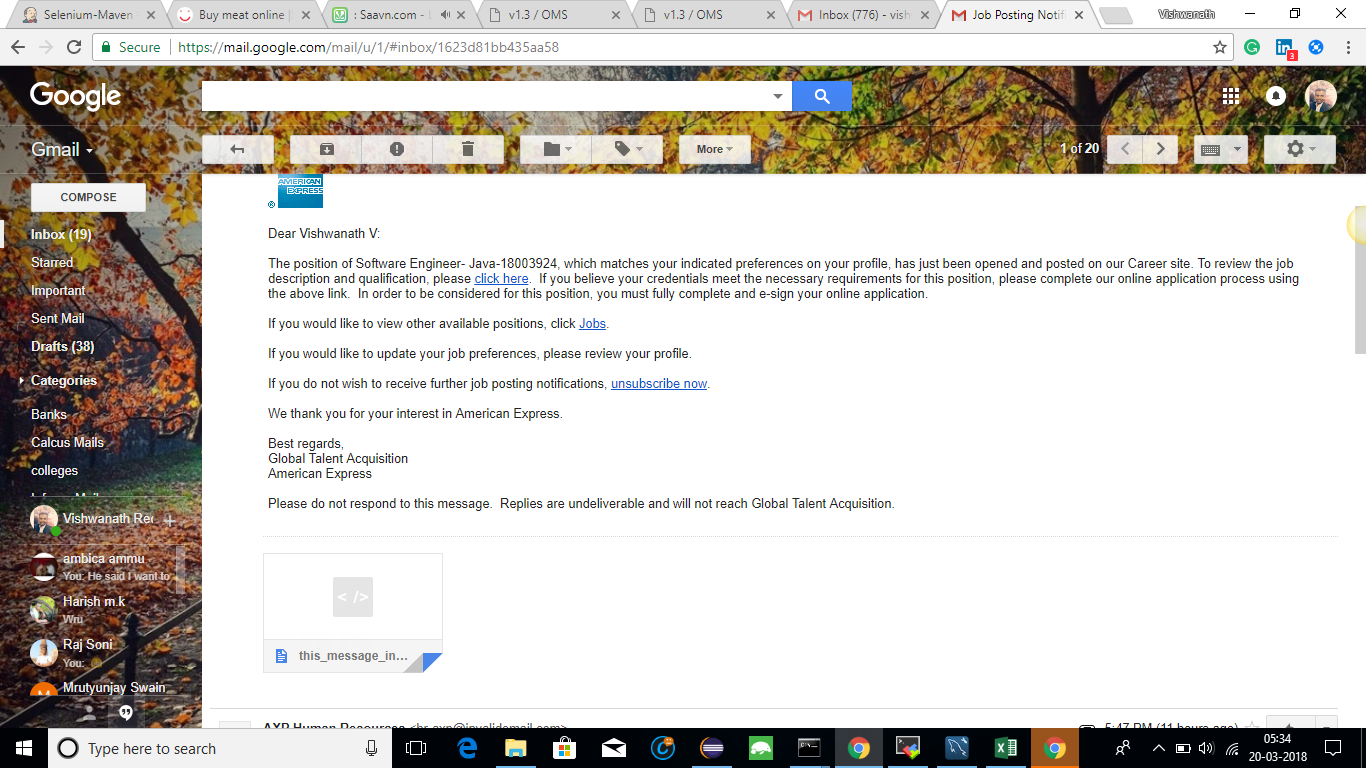 Selenium-Maven
Buy meat online
: Saavn.com -
v1.3 / OMS
v1.3 / OMS
Inbox (776) - vish
Job Posting Notif
Vishwanath
Secure
https://mail.google.com/mail/u/1/#inbox/1623d81bb435aa58
3
Google
Gmail
More
1 of 20
COMPOSE
Inbox (19)
Starred
Important
Sent Mail
Drafts (38)
Categories
Banks
Calcus Mails
colleges
Vishwanath Rec
ambica ammu
You: He said I want to
Harish m.k
Wru
Raj Soni
You:
Mrutyunjay Swain
® AMERICAN
EXPRESS
Dear Vishwanath V:
The position of Software Engineer- Java-18003924, which matches your indicated preferences on your profile, has just been opened and posted on our Career site. To review the job
description and qualification, please click here.  If you believe your credentials meet the necessary requirements for this position, please complete our online application process using
the above link.  In order to be considered for this position, you must fully complete and e-sign your online application.
If you would like to view other available positions, click Jobs.
If you would like to update your job preferences, please review your profile.
If you do not wish to receive further job posting notifications, unsubscribe now.
We thank you for your interest in American Express.
Best regards,
Global Talent Acquisition
American Express
Please do not respond to this message.  Replies are undeliverable and will not reach Global Talent Acquisition.
< />
this_message_in...
AXP Human Resources <hr-axp@invalidemail.com>
5:47 PM (11 hours ago)
Type here to search
05:34
20-03-2018